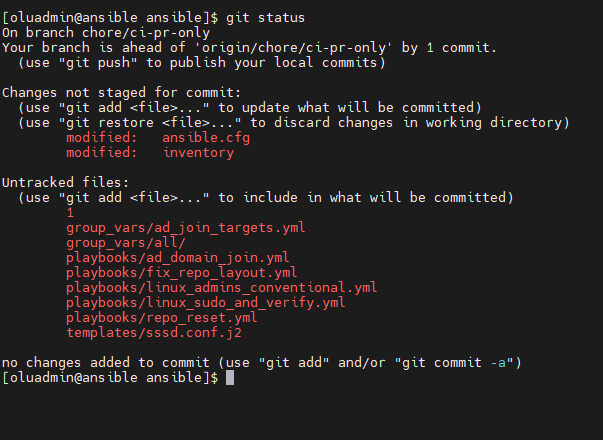 [oluadmin@ansible ansible]$ git status
On branch chore/ci-pr-only
Your branch is ahead of 'origin/chore/ci-pr-only' by 1 commit.
  (use "git push" to publish your local commits)

Changes not staged for commit:
  (use "git add <file>..." to update what will be committed)
  (use "git restore <file>..." to discard changes in working directory)
        modified:   ansible.cfg
        modified:   inventory

Untracked files:
  (use "git add <file>..." to include in what will be committed)
        1
        group_vars/ad_join_targets.yml
        group_vars/all/
        playbooks/ad_domain_join.yml
        playbooks/fix_repo_layout.yml
        playbooks/linux_admins_conventional.yml
        playbooks/linux_sudo_and_verify.yml
        playbooks/repo_reset.yml
        templates/sssd.conf.j2

no changes added to commit (use "git add" and/or "git commit -a")
[oluadmin@ansible ansible]$